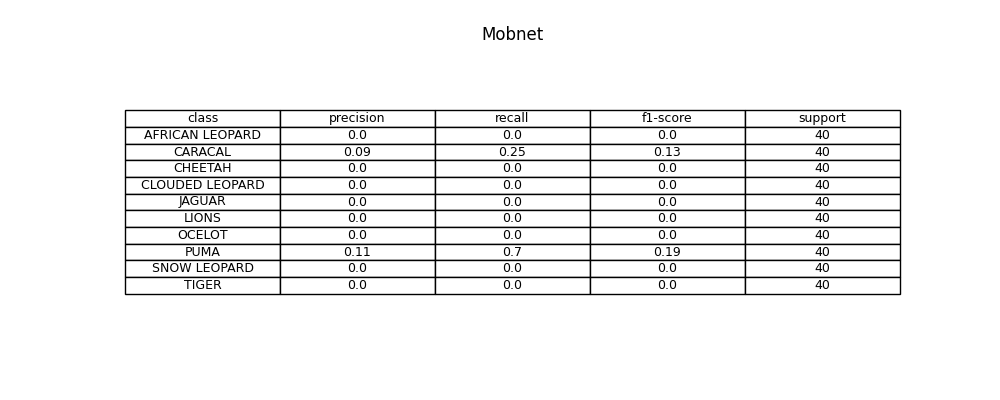 Mobnet
class precision recall f1-score support
AFRICAN LEOPARD 0.0 0.0 0.0 40
CARACAL 0.09 0.25 0.13 40
CHEETAH 0.0 0.0 0.0 40
CLOUDED LEOPARD 0.0 0.0 0.0 40
JAGUAR 0.0 0.0 0.0 40
LIONS 0.0 0.0 0.0 40
OCELOT 0.0 0.0 0.0 40
PUMA 0.11 0.7 0.19 40
SNOW LEOPARD 0.0 0.0 0.0 40
TIGER 0.0 0.0 0.0 40